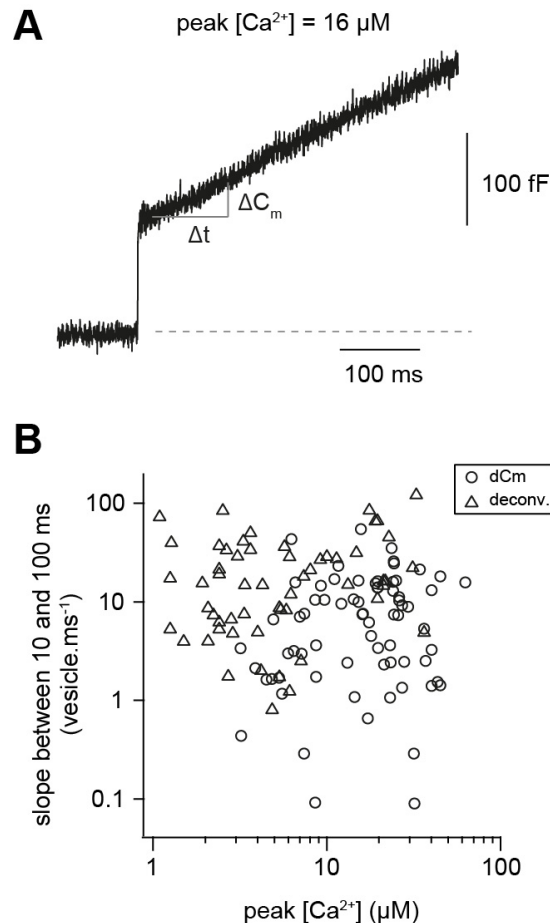 A
peak [Ca²⁺] = 16 µM
100 fF
ΔCₘ
Δt
100 ms
B
dCm
deconv.
100
10
1
0.1
slope between 10 and 100 ms
(vesicle.ms⁻¹)
1
10
100
peak [Ca²⁺] (µM)